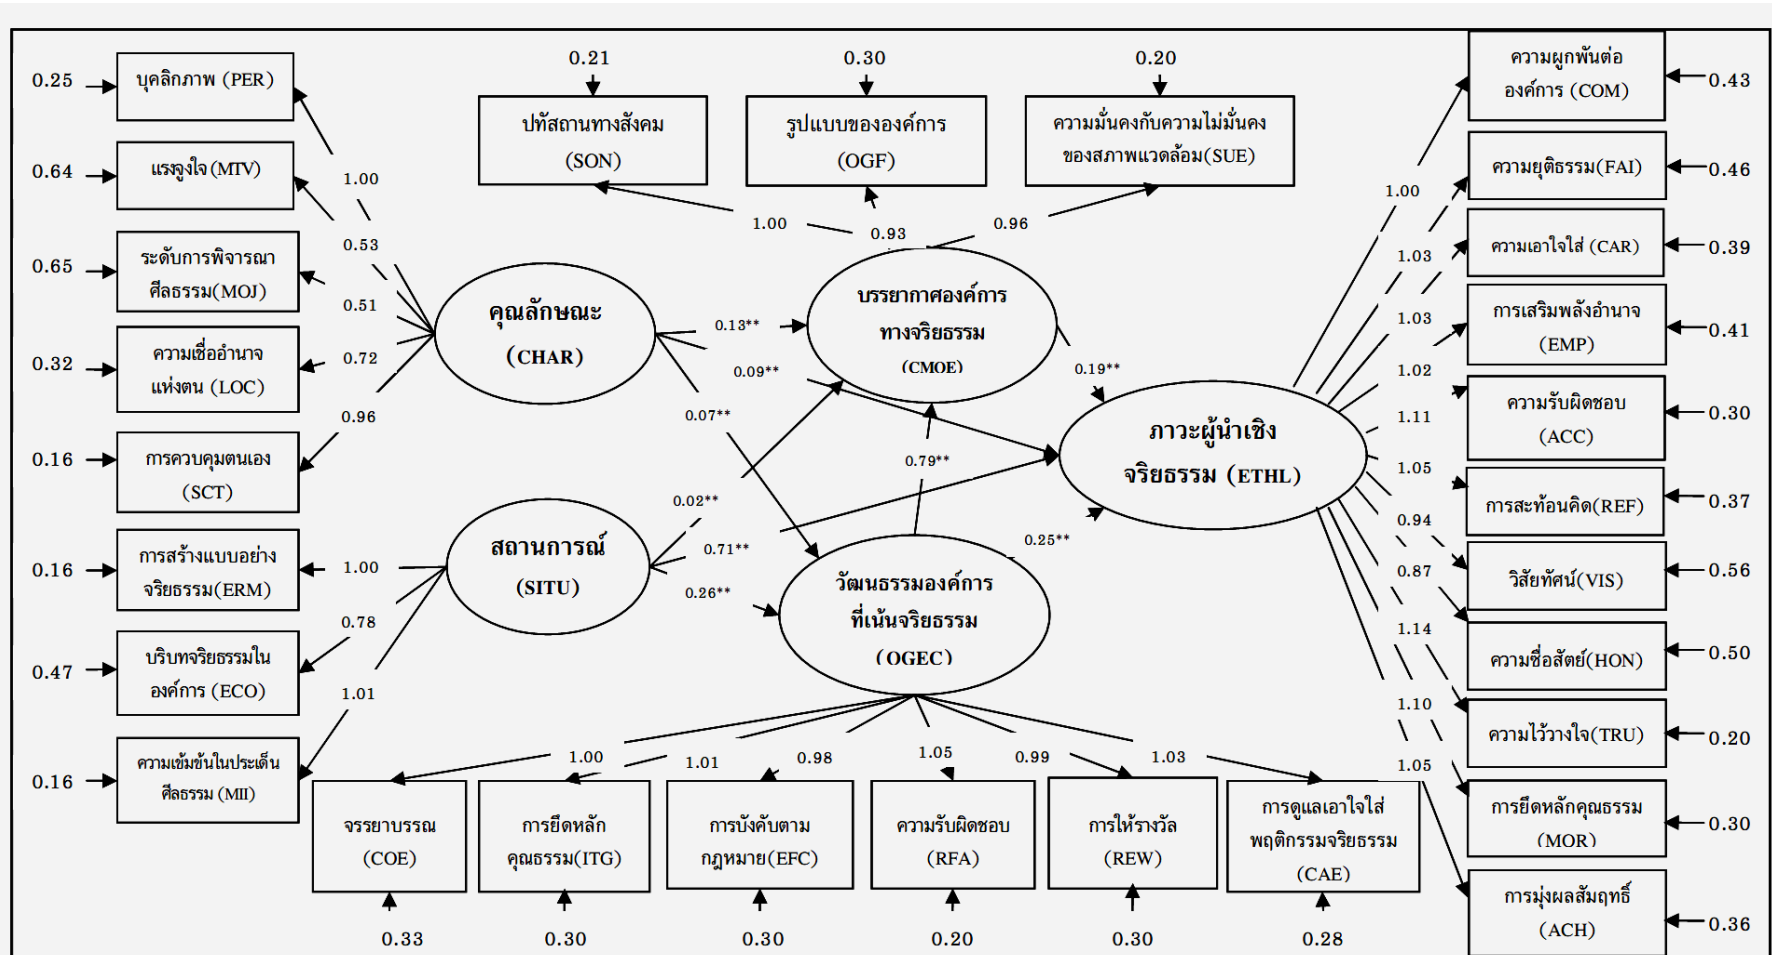 0.21
0.30
0.20
0.25
บุคลิกภาพ (PER)
ปทัสถานทางสังคม
(SON)
รูปแบบขององค์การ
(OGF)
ความมั่นคงกับความไม่มั่นคง
ของสภาพแวดล้อม(SUE)
ความผูกพันต่อ
องค์การ (COM)
0.43
0.64
แรงจูงใจ(MTV)
1.00
ความยุติธรรม(FAI)
0.46
1.00
1.00
0.93
0.96
0.65
ระดับการพิจารณา
ศีลธรรม(MOJ)
0.53
ความเอาใจใส่ (CAR)
0.39
1.03
0.51
คุณลักษณะ
(CHAR)
0.13**
บรรยากาศองค์การ
ทางจริยธรรม
(CMOE)
1.03
การเสริมพลังอำนาจ
(EMP)
0.41
0.32
ความเชื่ออำนาจ
แห่งตน (LOC)
0.72
0.09**
0.19**
1.02
0.96
0.07**
1.11
ความรับผิดชอบ
(ACC)
0.30
0.16
การควบคุมตนเอง
(SCT)
0.79**
ภาวะผู้นำเชิง
จริยธรรม (ETHL)
1.05
การสะท้อนคิด(REF)
0.37
0.02**
0.94
0.16
การสร้างแบบอย่าง
จริยธรรม(ERM)
1.00
สถานการณ์
(SITU)
0.71**
0.25**
0.87
วิสัยทัศน์(VIS)
0.56
0.26**
วัฒนธรรมองค์การ
ที่เน้นจริยธรรม
(OGEC)
0.78
1.14
0.47
บริบทจริยธรรมใน
องค์การ (ECO)
ความซื่อสัตย์(HON)
0.50
1.01
1.10
ความไว้วางใจ(TRU)
0.20
0.16
ความเข้มข้นในประเด็น
ศีลธรรม (MII)
1.00
1.01
0.98
1.05
0.99
1.03
1.05
จรรยาบรรณ
(COE)
การยึดหลัก
คุณธรรม(ITG)
การบังคับตาม
กฎหมาย(EFC)
ความรับผิดชอบ
(RFA)
การให้รางวัล
(REW)
การดูแลเอาใจใส่
พฤติกรรมจริยธรรม
(CAE)
การยึดหลักคุณธรรม
(MOR)
0.30
การมุ่งผลสัมฤทธิ์
(ACH)
0.36
0.33
0.30
0.30
0.20
0.30
0.28